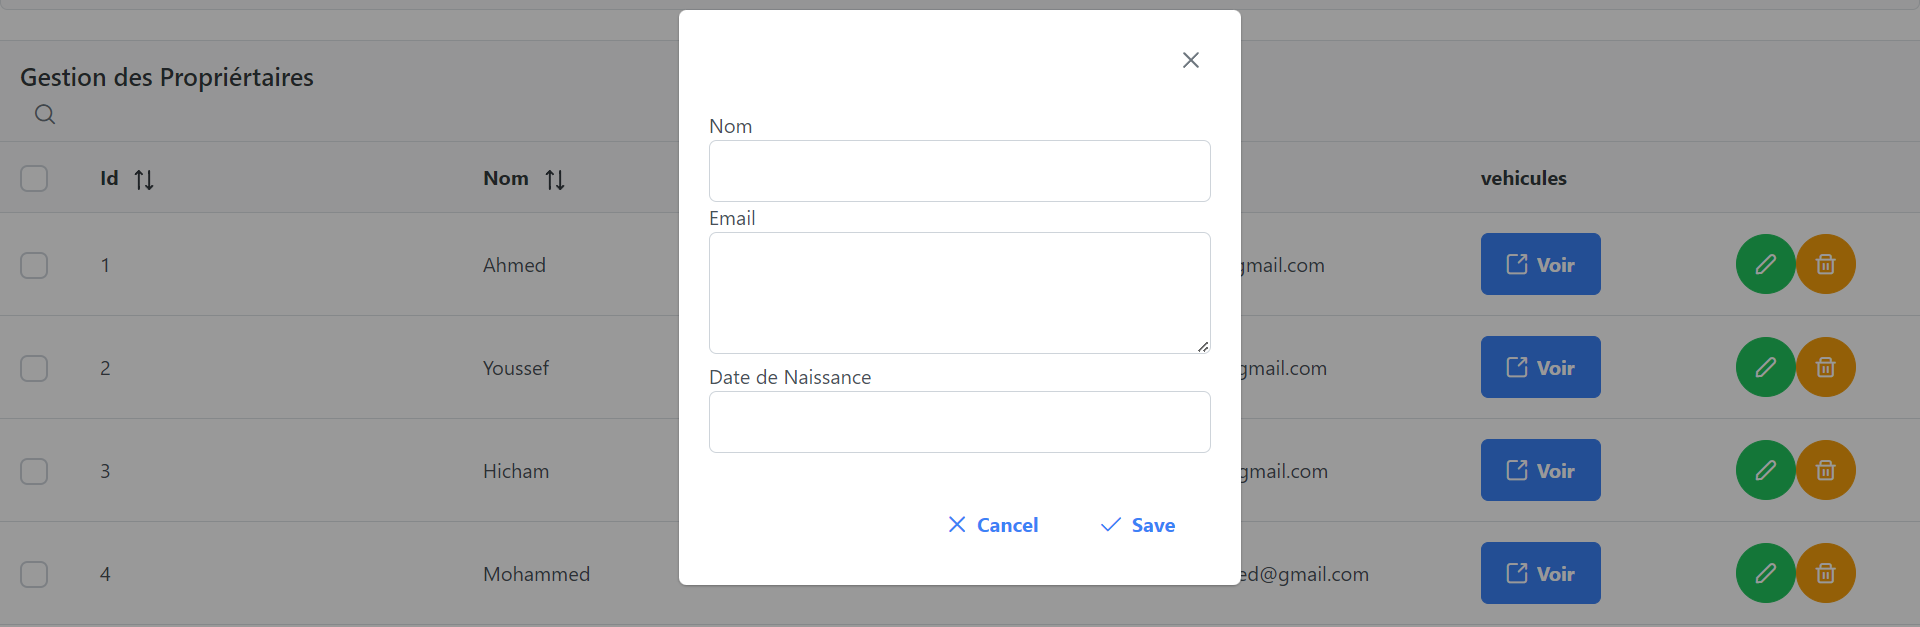 Gestion des Propriértaires
Id Nom vehicules
1 Ahmed gmail.com Voir
2 Youssef gmail.com Voir
3 Hicham gmail.com Voir
4 Mohammed ed@gmail.com Voir
Nom
Email
Date de Naissance
Cancel Save